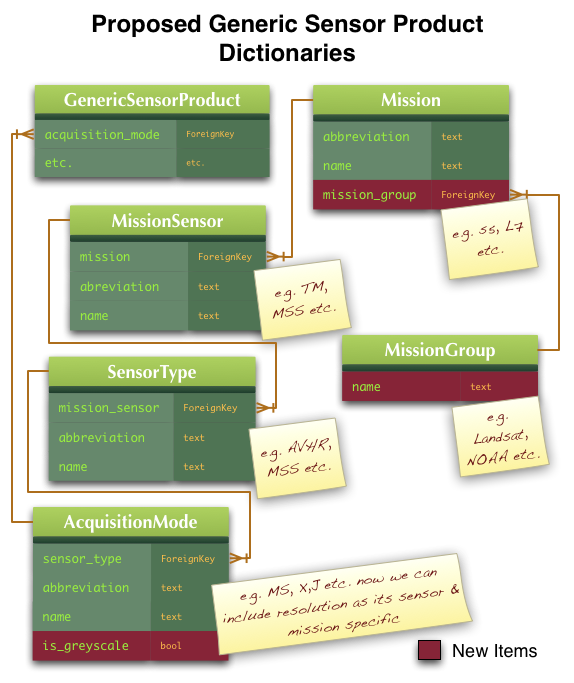 Proposed Generic Sensor Product
Dictionaries
GenericSensorProduct
acquisition_mode ForeignKey
etc. etc.
Mission
abbreviation text
name text
mission_group ForeignKey
e.g. s5, L7
etc.
MissionSensor
mission ForeignKey
abreviation text
name text
e.g. TM,
MSS etc.
MissionGroup
name text
e.g.
Landsat,
NOAA etc.
SensorType
mission_sensor ForeignKey
abbreviation text
name text
e.g. AVHR,
MSS etc.
AcquisitionMode
sensor_type ForeignKey
abbreviation text
name text
is_greyscale bool
e.g. MS, X,J etc. now we can
include resolution as its sensor &
mission specific
New Items